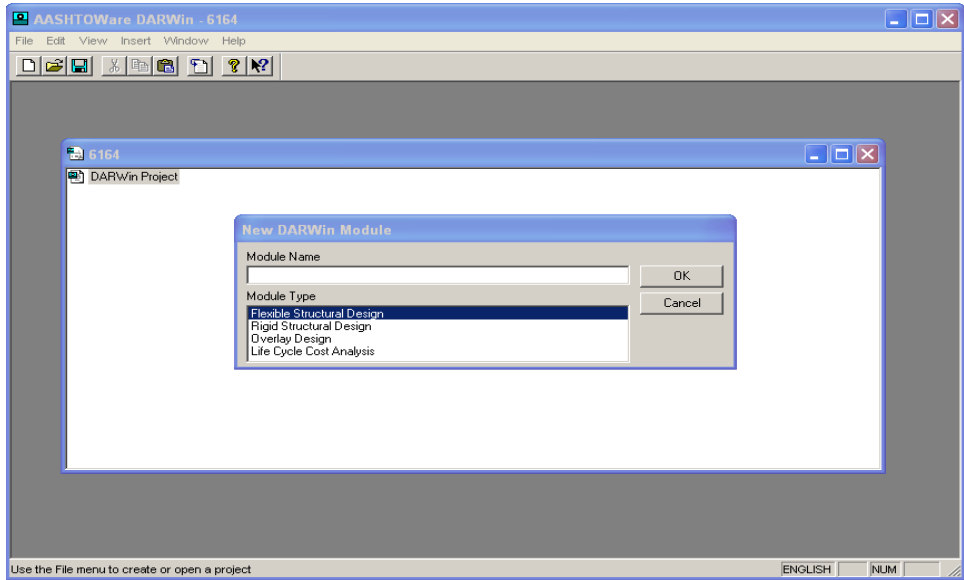 AASHTOWare DARWin - 6164
File Edit View Insert Window Help
6164
DARWin Project
New DARWin Module
Module Name
OK
Module Type
Cancel
Flexible Structural Design
Rigid Structural Design
Overlay Design
Life Cycle Cost Analysis
Use the File menu to create or open a project ENGLISH NUM